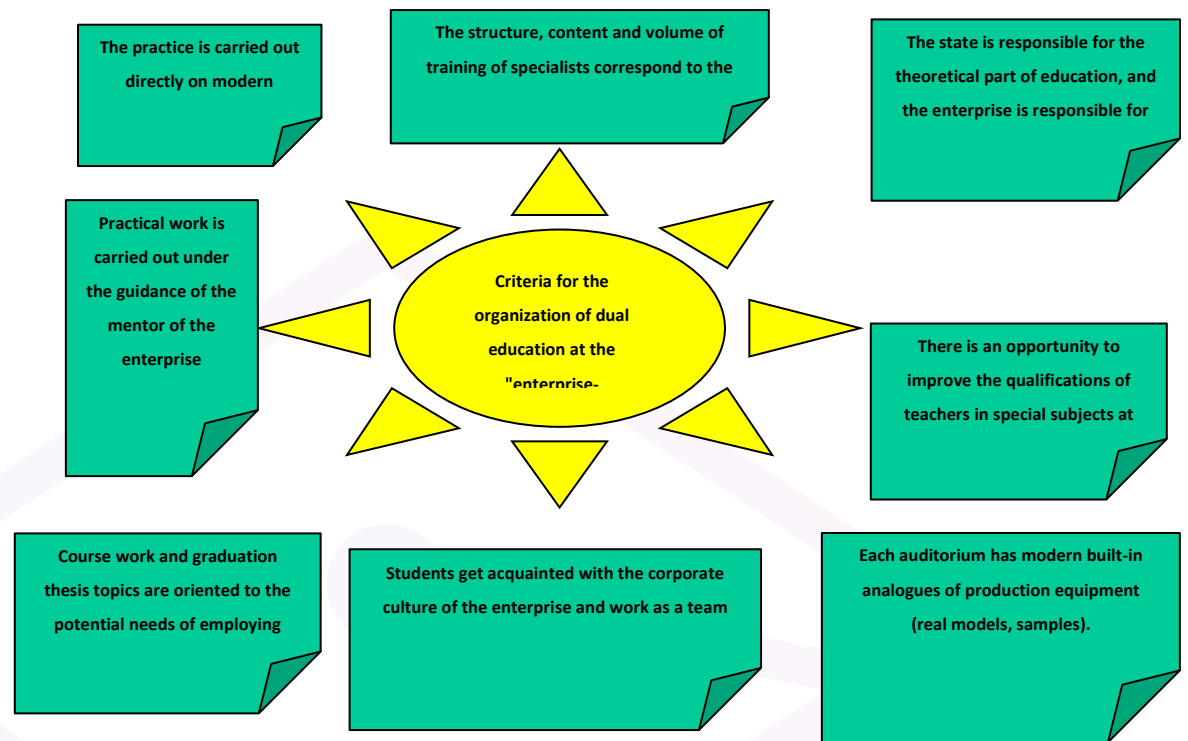 The practice is carried out
directly on modern
The structure, content and volume of
training of specialists correspond to the
The state is responsible for the
theoretical part of education, and
the enterprise is responsible for
Practical work is
carried out under
the guidance of the
mentor of the
enterprise
Criteria for the
organization of dual
education at the
"enterprise-
There is an opportunity to
improve the qualifications of
teachers in special subjects at
Course work and graduation
thesis topics are oriented to the
potential needs of employing
Students get acquainted with the corporate
culture of the enterprise and work as a team
Each auditorium has modern built-in
analogues of production equipment
(real models, samples).